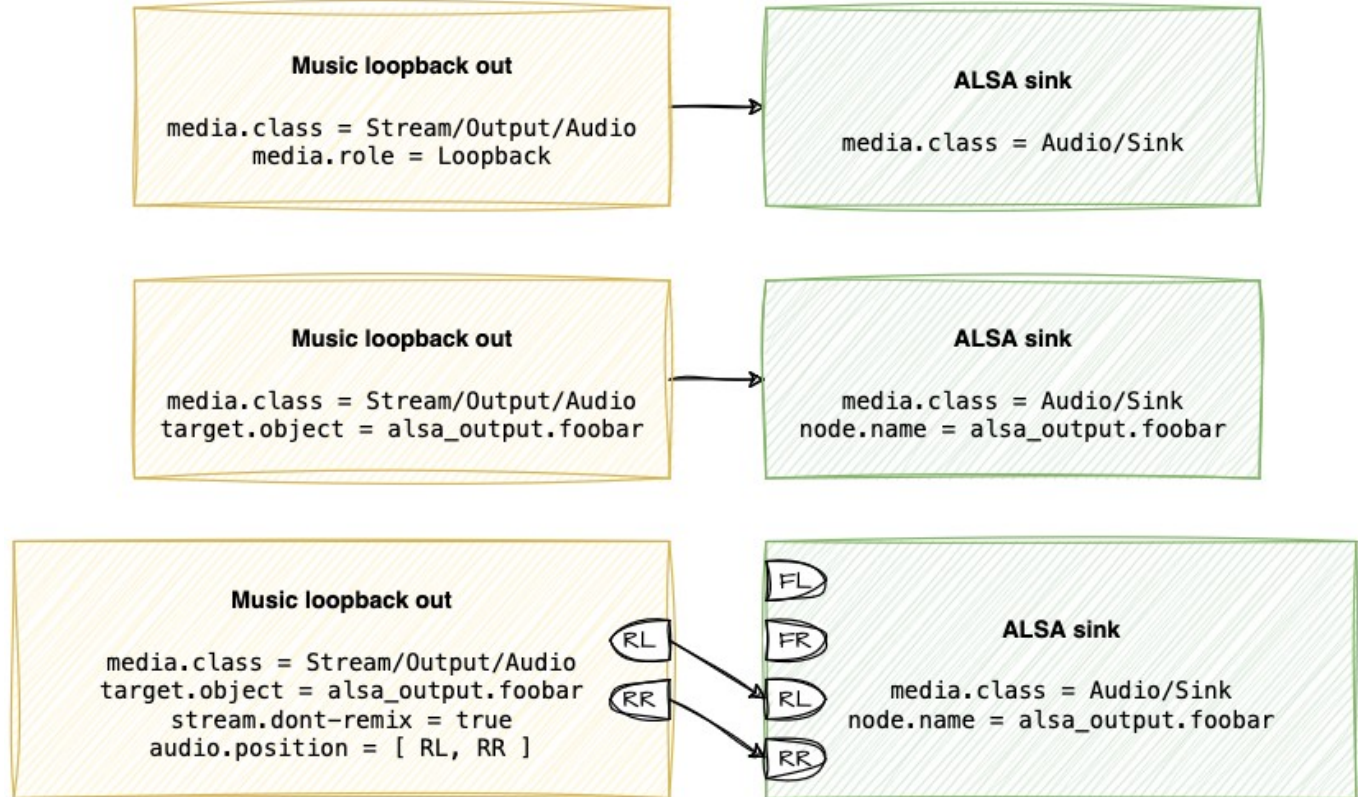 Music loopback out
media.class = Stream/Output/Audio
media.role = Loopback
ALSA sink
media.class = Audio/Sink
Music loopback out
media.class = Stream/Output/Audio
target.object = alsa_output.foobar
ALSA sink
media.class = Audio/Sink
node.name = alsa_output.foobar
Music loopback out
media.class = Stream/Output/Audio
target.object = alsa_output.foobar
stream.dont-remix = true
audio.position = [ RL, RR ]
RL
RR
FL
FR
RL
RR
ALSA sink
media.class = Audio/Sink
node.name = alsa_output.foobar